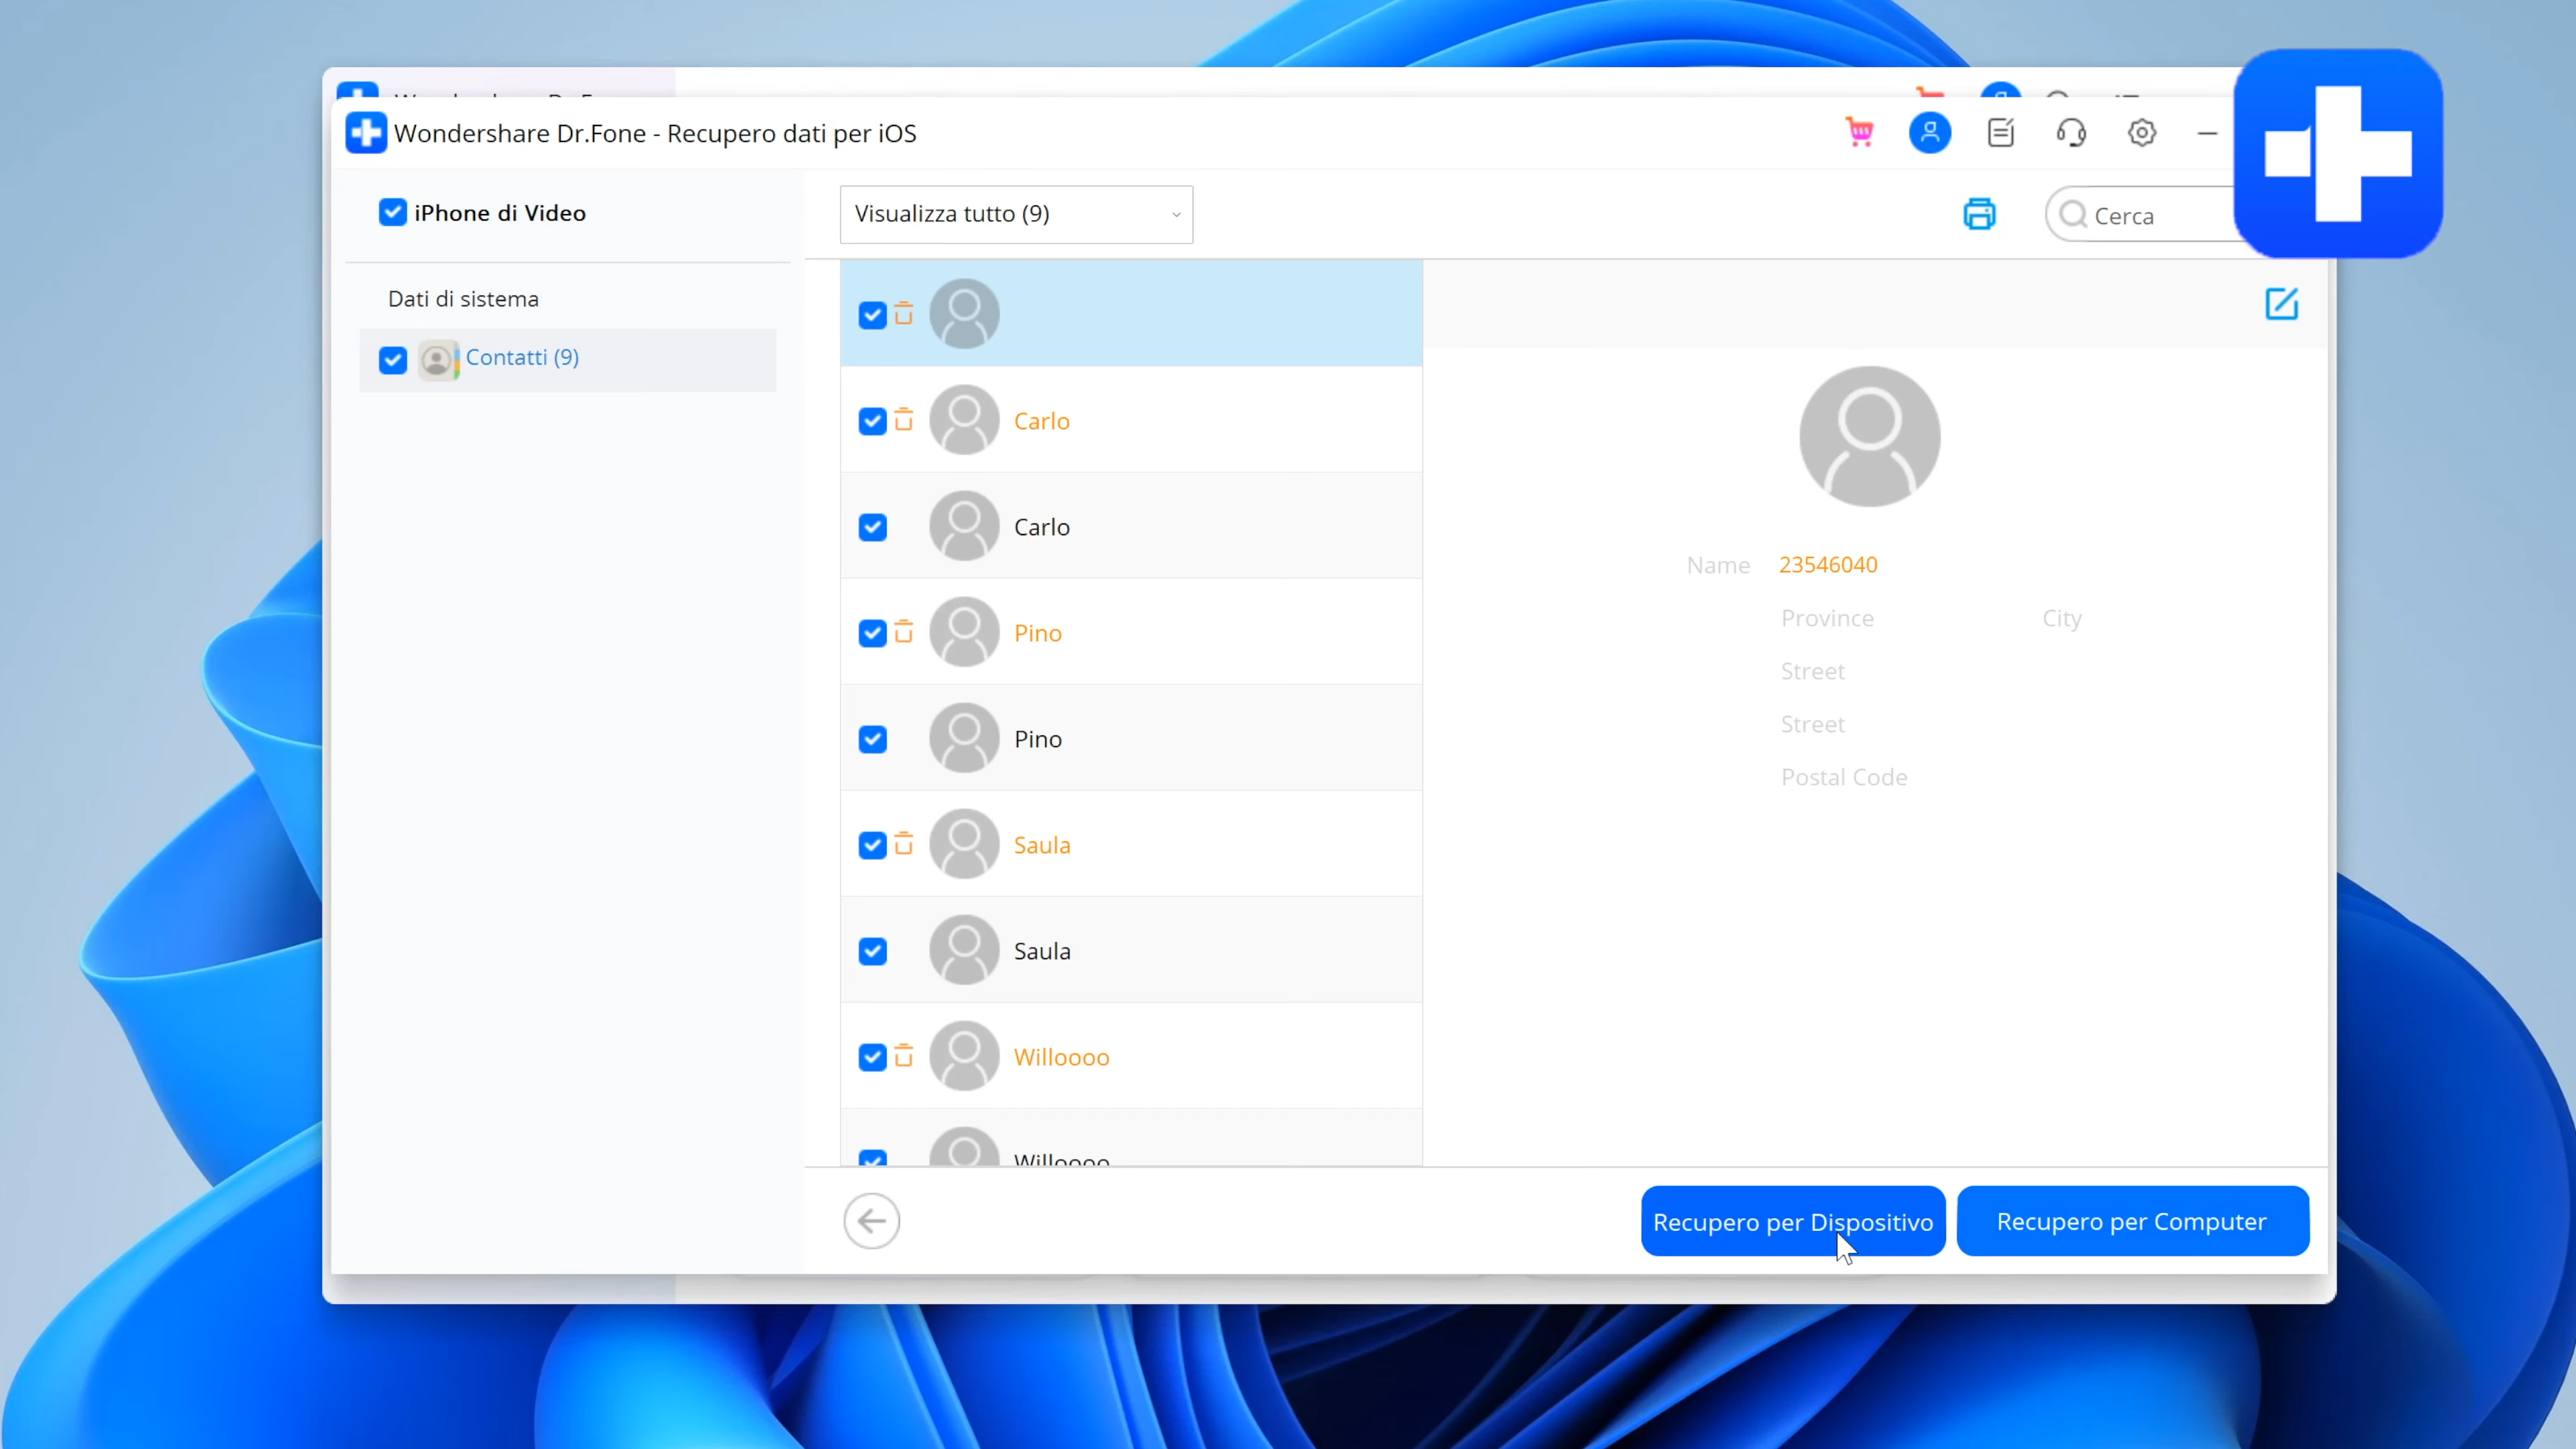 Wondershare Dr.Fone - Recupero dati per iOS
iPhone di Video
Visualizza tutto (9)
Cerca
Dati di sistema
Contatti (9)
Carlo
Carlo
Pino
Pino
Saula
Saula
Willoooo
Willoooo
Name 23546040
Province City
Street
Street
Postal Code
Recupero per Dispositivo
Recupero per Computer